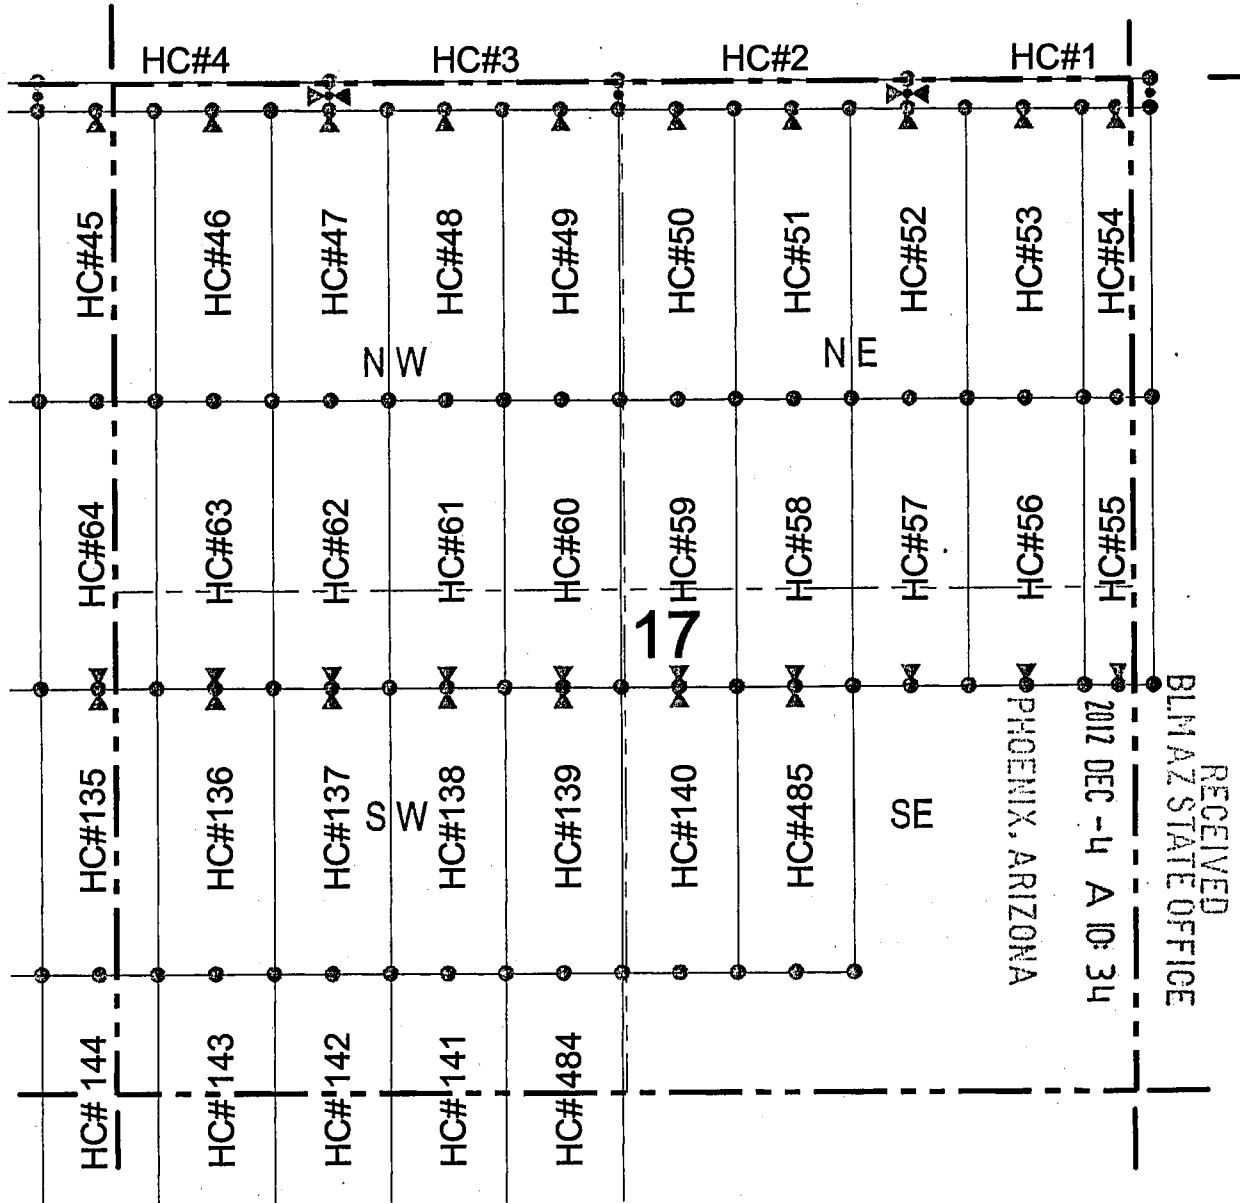 HC#4 HC#3 HC#2 HC#1
HC#45 HC#46 HC#47 HC#48 HC#49 HC#50 HC#51 HC#52 HC#53 HC#54
NW NE
HC#64 HC#63 HC#62 HC#61 HC#60 HC#59 HC#58 HC#57 HC#56 HC#55
17
HC#135 HC#136 HC#137 HC#138 HC#139 HC#140 HC#485
SW SE
HC# 144 HC# 143 HC# 142 HC# 141 HC# 484
RECEIVED
BLM AZ STATE OFFICE
2012 DEC -4 A 10: 34
PHOENIX, ARIZONA